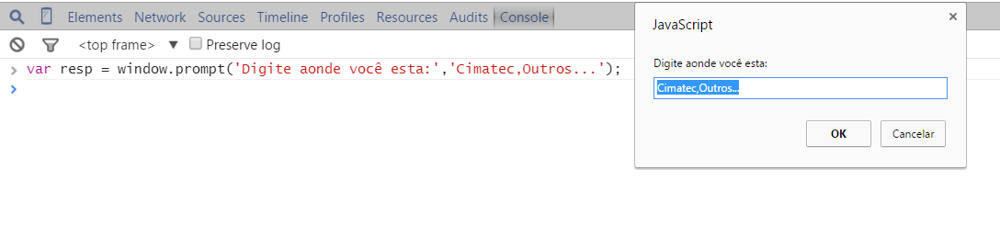 Elements Network Sources Timeline Profiles Resources Audits Console
<top frame> ▼ Preserve log
var resp = window.prompt('Digite aonde você esta:','Cimatec,Outros...');
JavaScript
Digite aonde você esta:
Cimatec,Outros...
OK Cancelar